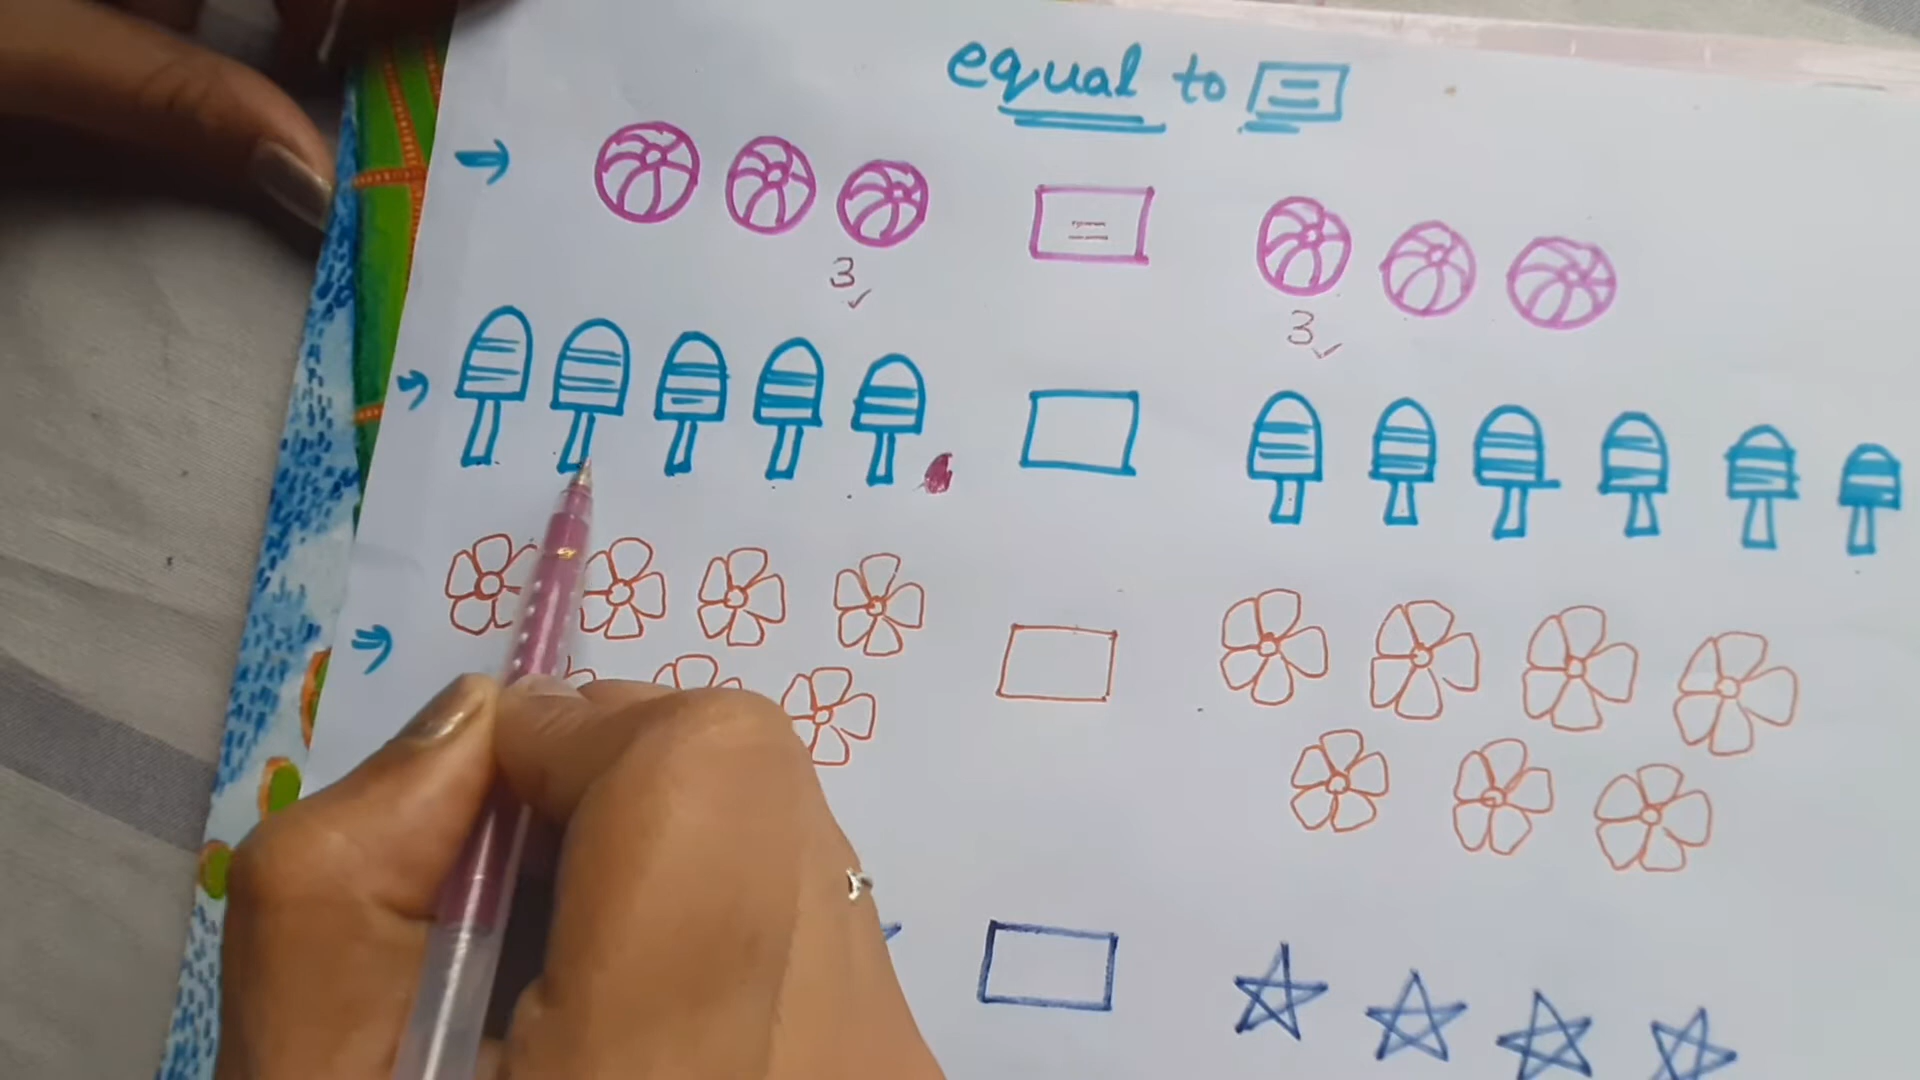 equal to =
=
3
3